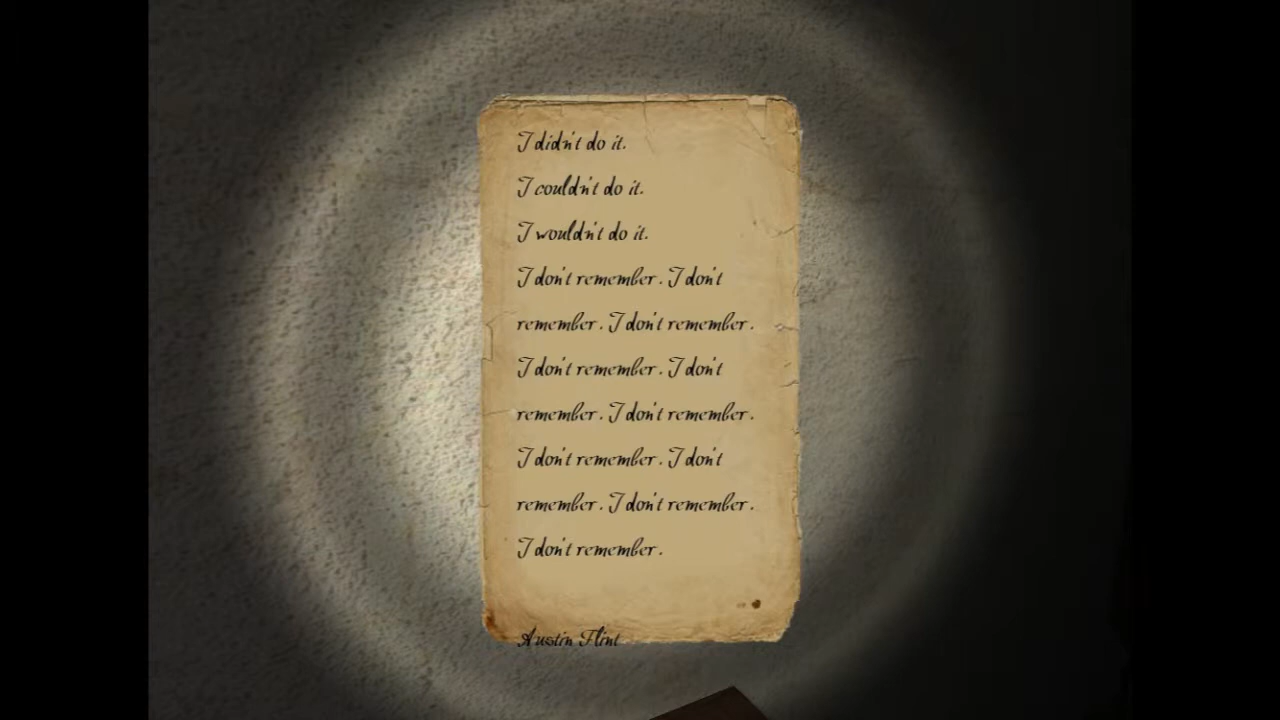 I didn't do it.
I couldn't do it.
I wouldn't do it.
I don't remember. I don't
remember. I don't remember.
I don't remember. I don't
remember. I don't remember.
I don't remember. I don't
remember. I don't remember.
I don't remember.
Austin Flint